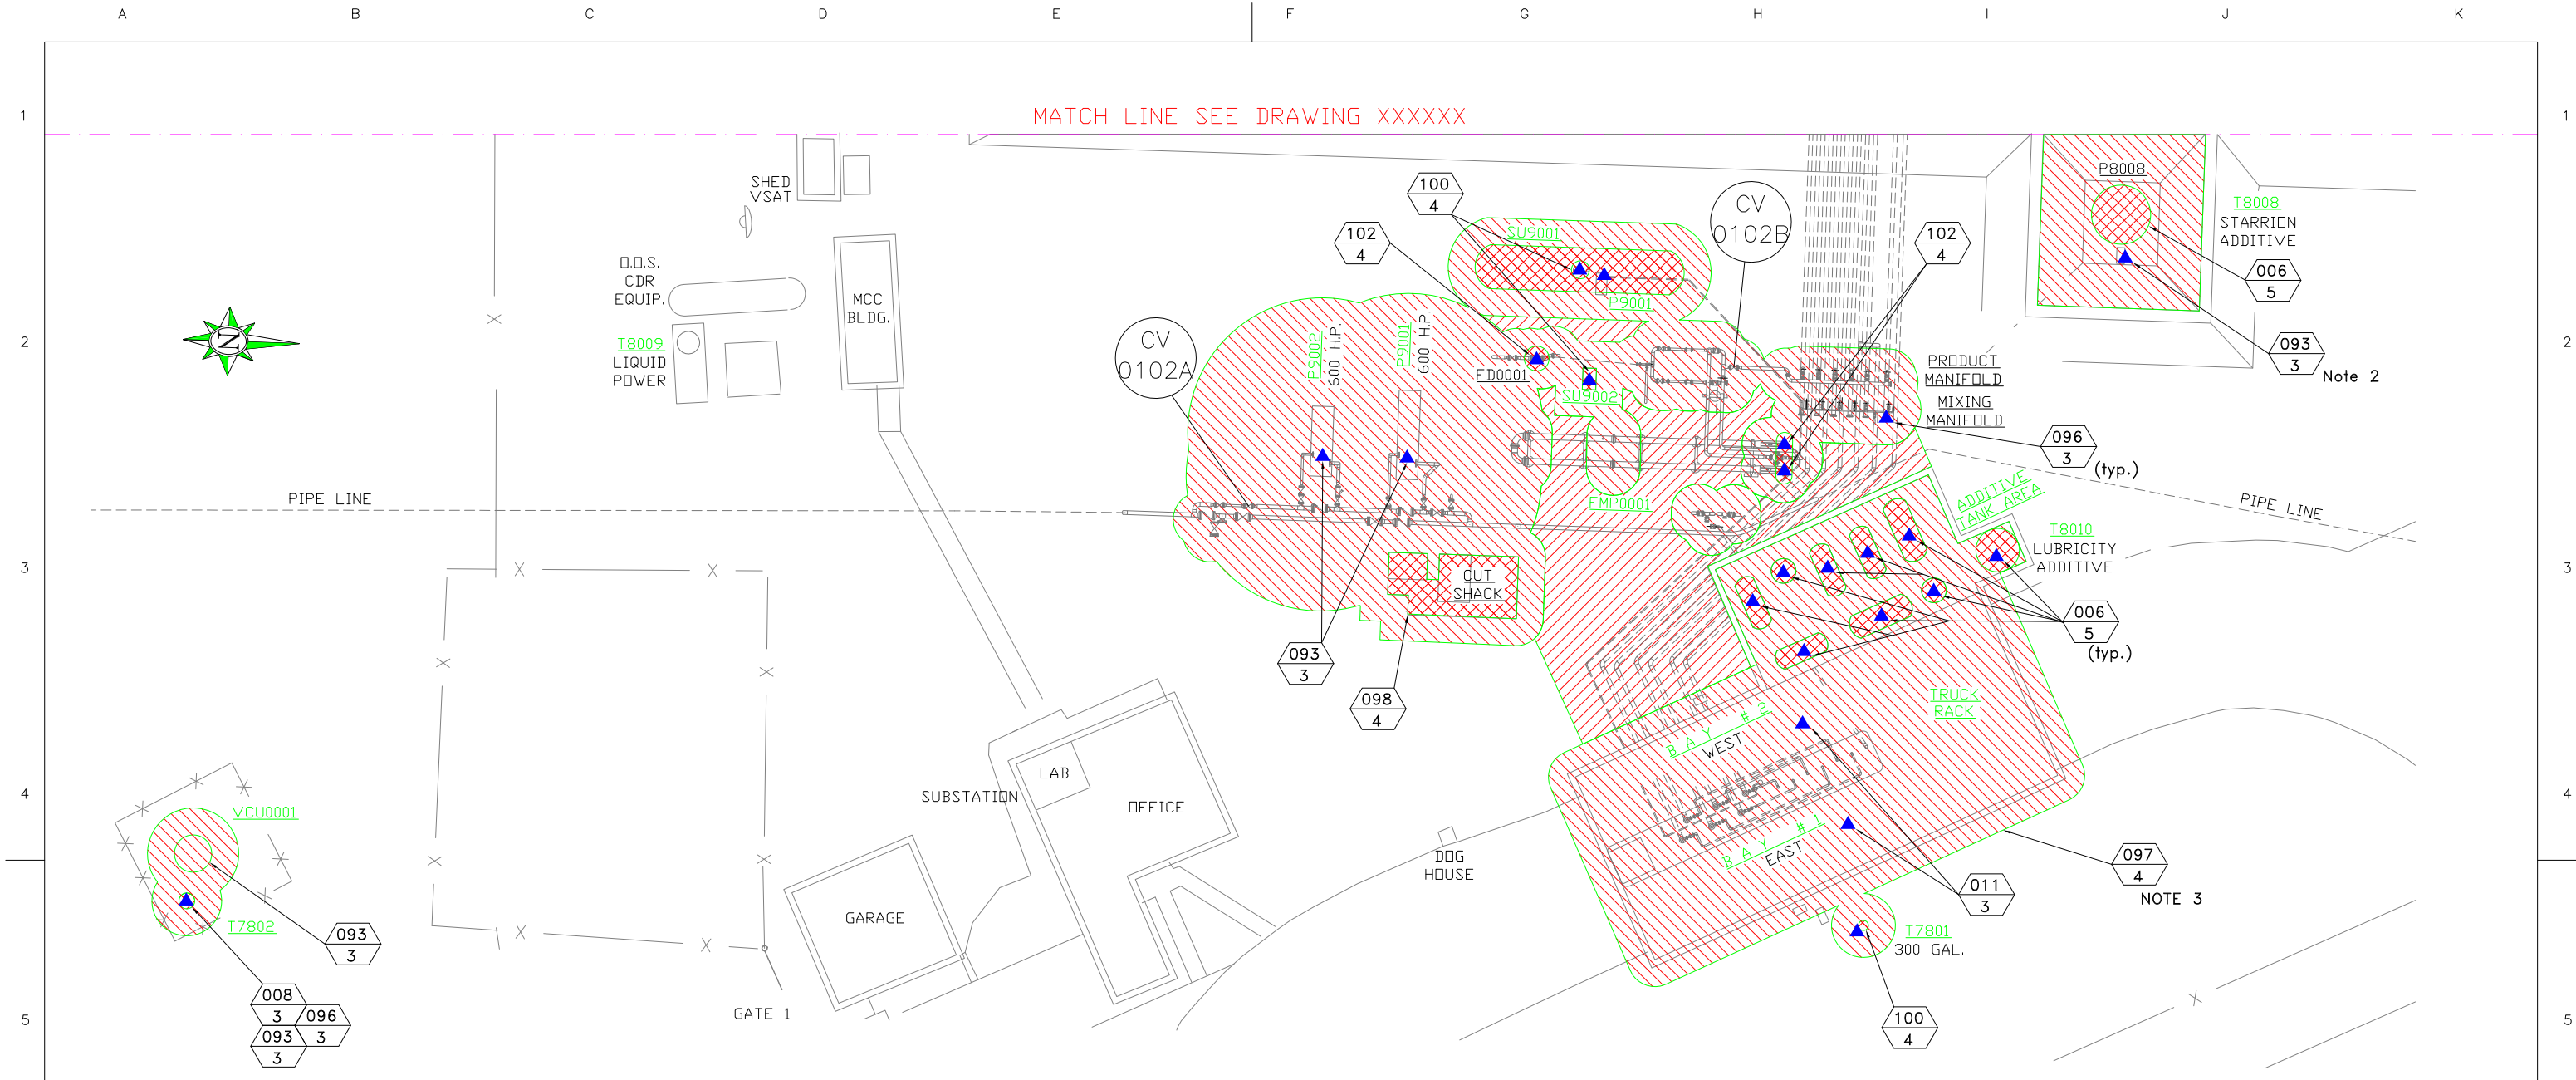 A B C D E F G H I J K
1 1
MATCH LINE SEE DRAWING XXXXXX
SHED
VSAT
O.O.S.
CDR
EQUIP.
T8009
LIQUID
POWER
MCC
BLDG.
N
2 2
CV
0102A
P9002
600 H.P.
P9001
600 H.P.
102
4
100
4
SU9001
P9001
FD0001
SU9002
FMP0001
CV
0102B
102
4
P8008
T8008
STARRION
ADDITIVE
006
5
093
3
Note 2
PRODUCT
MANIFOLD
MIXING
MANIFOLD
096
3
(typ.)
PIPE LINE
PIPE LINE
ADDITIVE
TANK AREA
T8010
LUBRICITY
ADDITIVE
3 3
CUT
SHACK
006
5
(typ.)
093
3
098
4
TRUCK
RACK
BAY #2
WEST
BAY #1
EAST
4 4
VCU0001
T7802
SUBSTATION
LAB
OFFICE
GARAGE
DOG
HOUSE
097
4
NOTE 3
011
3
093
3
T7801
300 GAL.
008
3
096
3
093
3
GATE 1
100
4
5 5